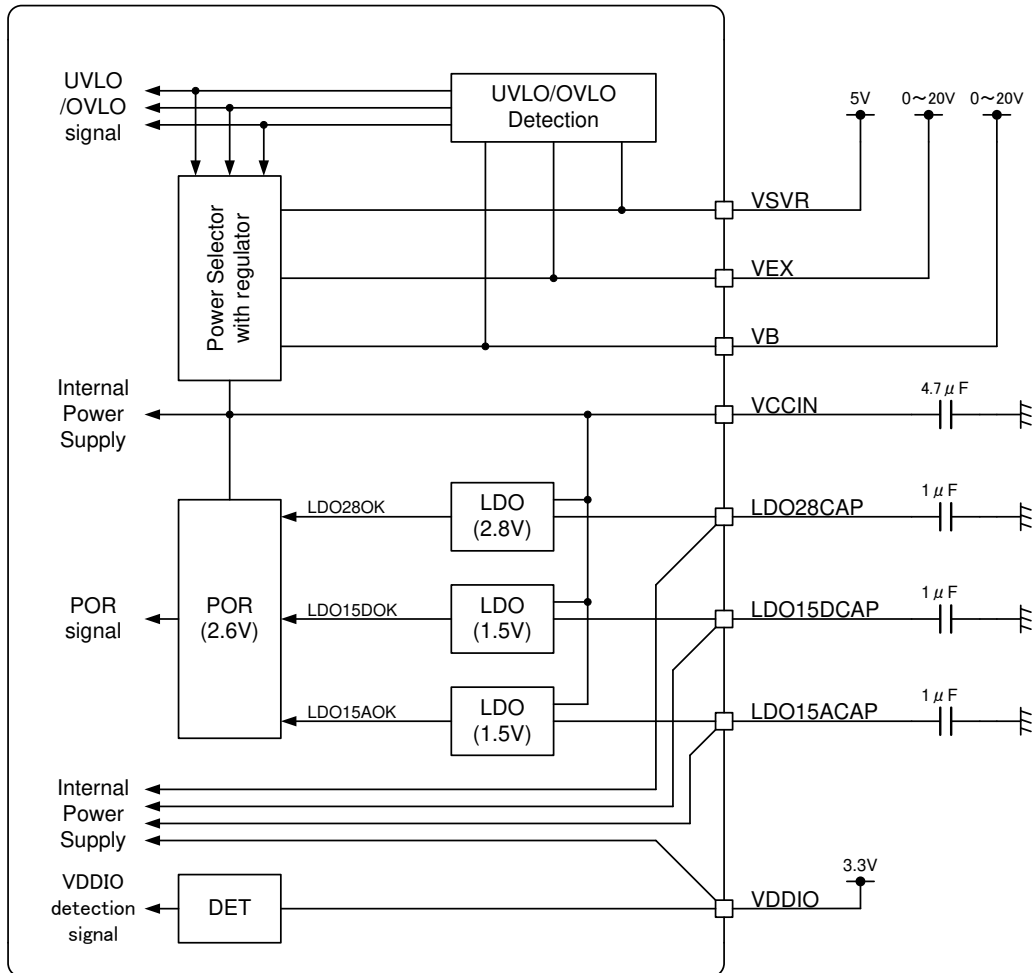 UVLO
/OVLO
signal
UVLO/OVLO
Detection
5V
0～20V
0～20V
Power Selector
with regulator
VSVR
VEX
VB
Internal
Power
Supply
VCCIN
4.7μF
LDO28OK
LDO
(2.8V)
LDO28CAP
1μF
POR
signal
POR
(2.6V)
LDO15DOK
LDO
(1.5V)
LDO15DCAP
1μF
LDO15AOK
LDO
(1.5V)
LDO15ACAP
1μF
Internal
Power
Supply
VDDIO
detection
signal
DET
VDDIO
3.3V